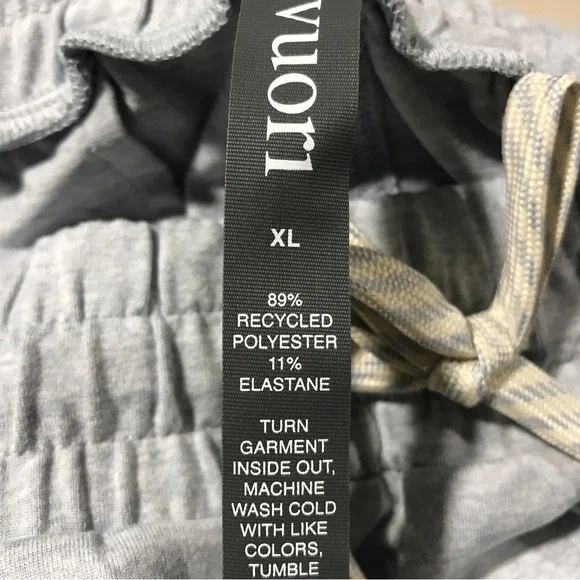 vuori
XL
89%
RECYCLED
POLYESTER
11%
ELASTANE
TURN
GARMENT
INSIDE OUT,
MACHINE
WASH COLD
WITH LIKE
COLORS,
TUMBLE